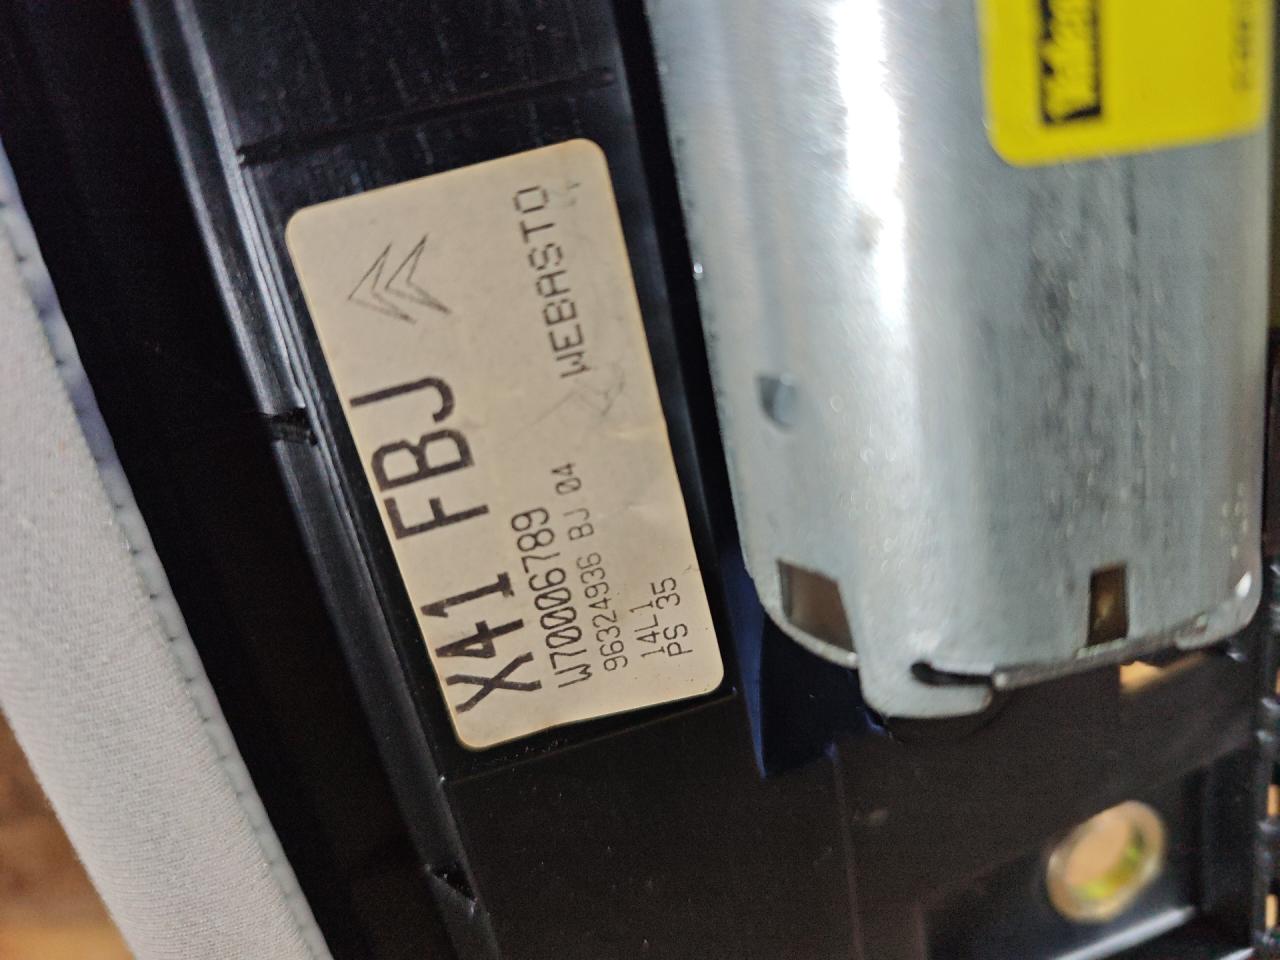 X41 FBJ
W70006789
96324936 BJ 04
WEBASTO
14L1
PS 35